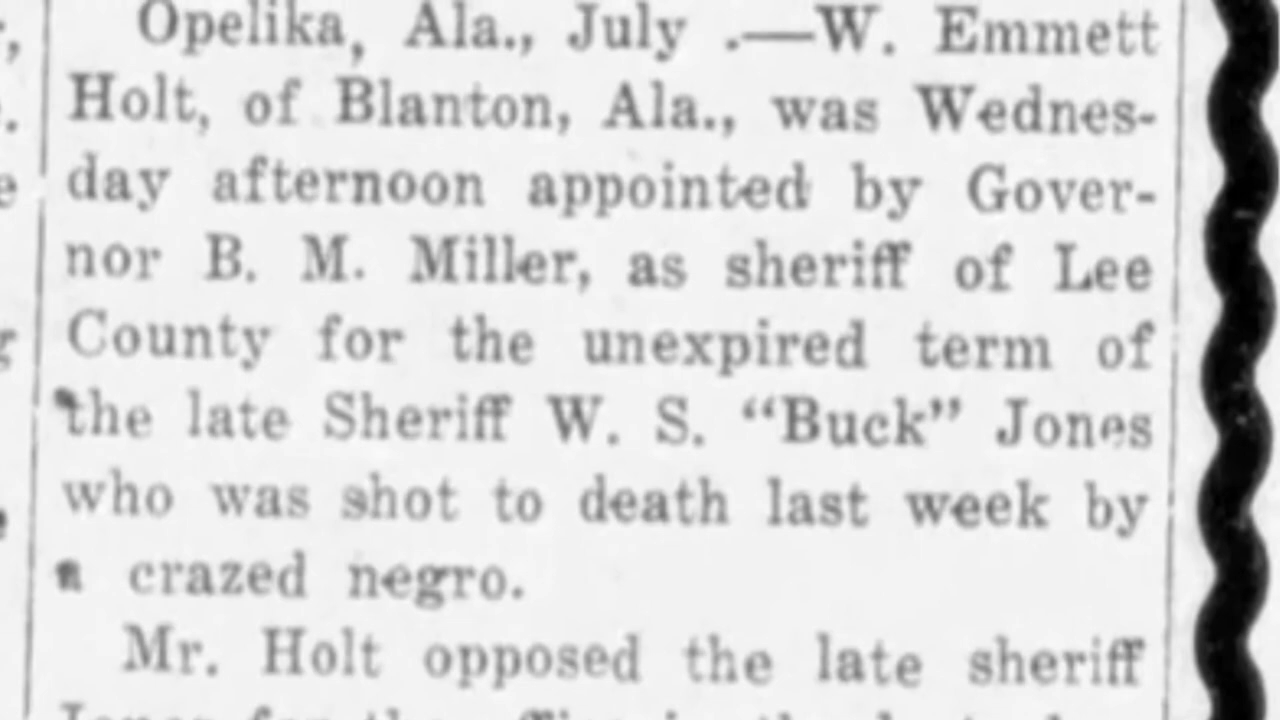 Opelika, Ala., July .—W. Emmett
Holt, of Blanton, Ala., was Wednes-
day afternoon appointed by Gover-
nor B. M. Miller, as sheriff of Lee
County for the unexpired term of
the late Sheriff W. S. "Buck" Jones
who was shot to death last week by
a crazed negro.
Mr. Holt opposed the late sheriff